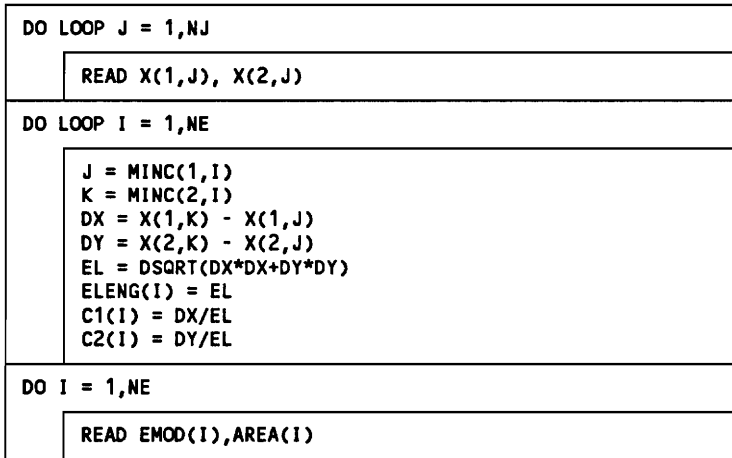 DO LOOP J = 1,NJ
READ X(1,J), X(2,J)
DO LOOP I = 1,NE
J = MINC(1,I)
K = MINC(2,I)
DX = X(1,K) - X(1,J)
DY = X(2,K) - X(2,J)
EL = DSQRT(DX*DX+DY*DY)
ELENG(I) = EL
C1(I) = DX/EL
C2(I) = DY/EL
DO I = 1,NE
READ EMOD(I),AREA(I)